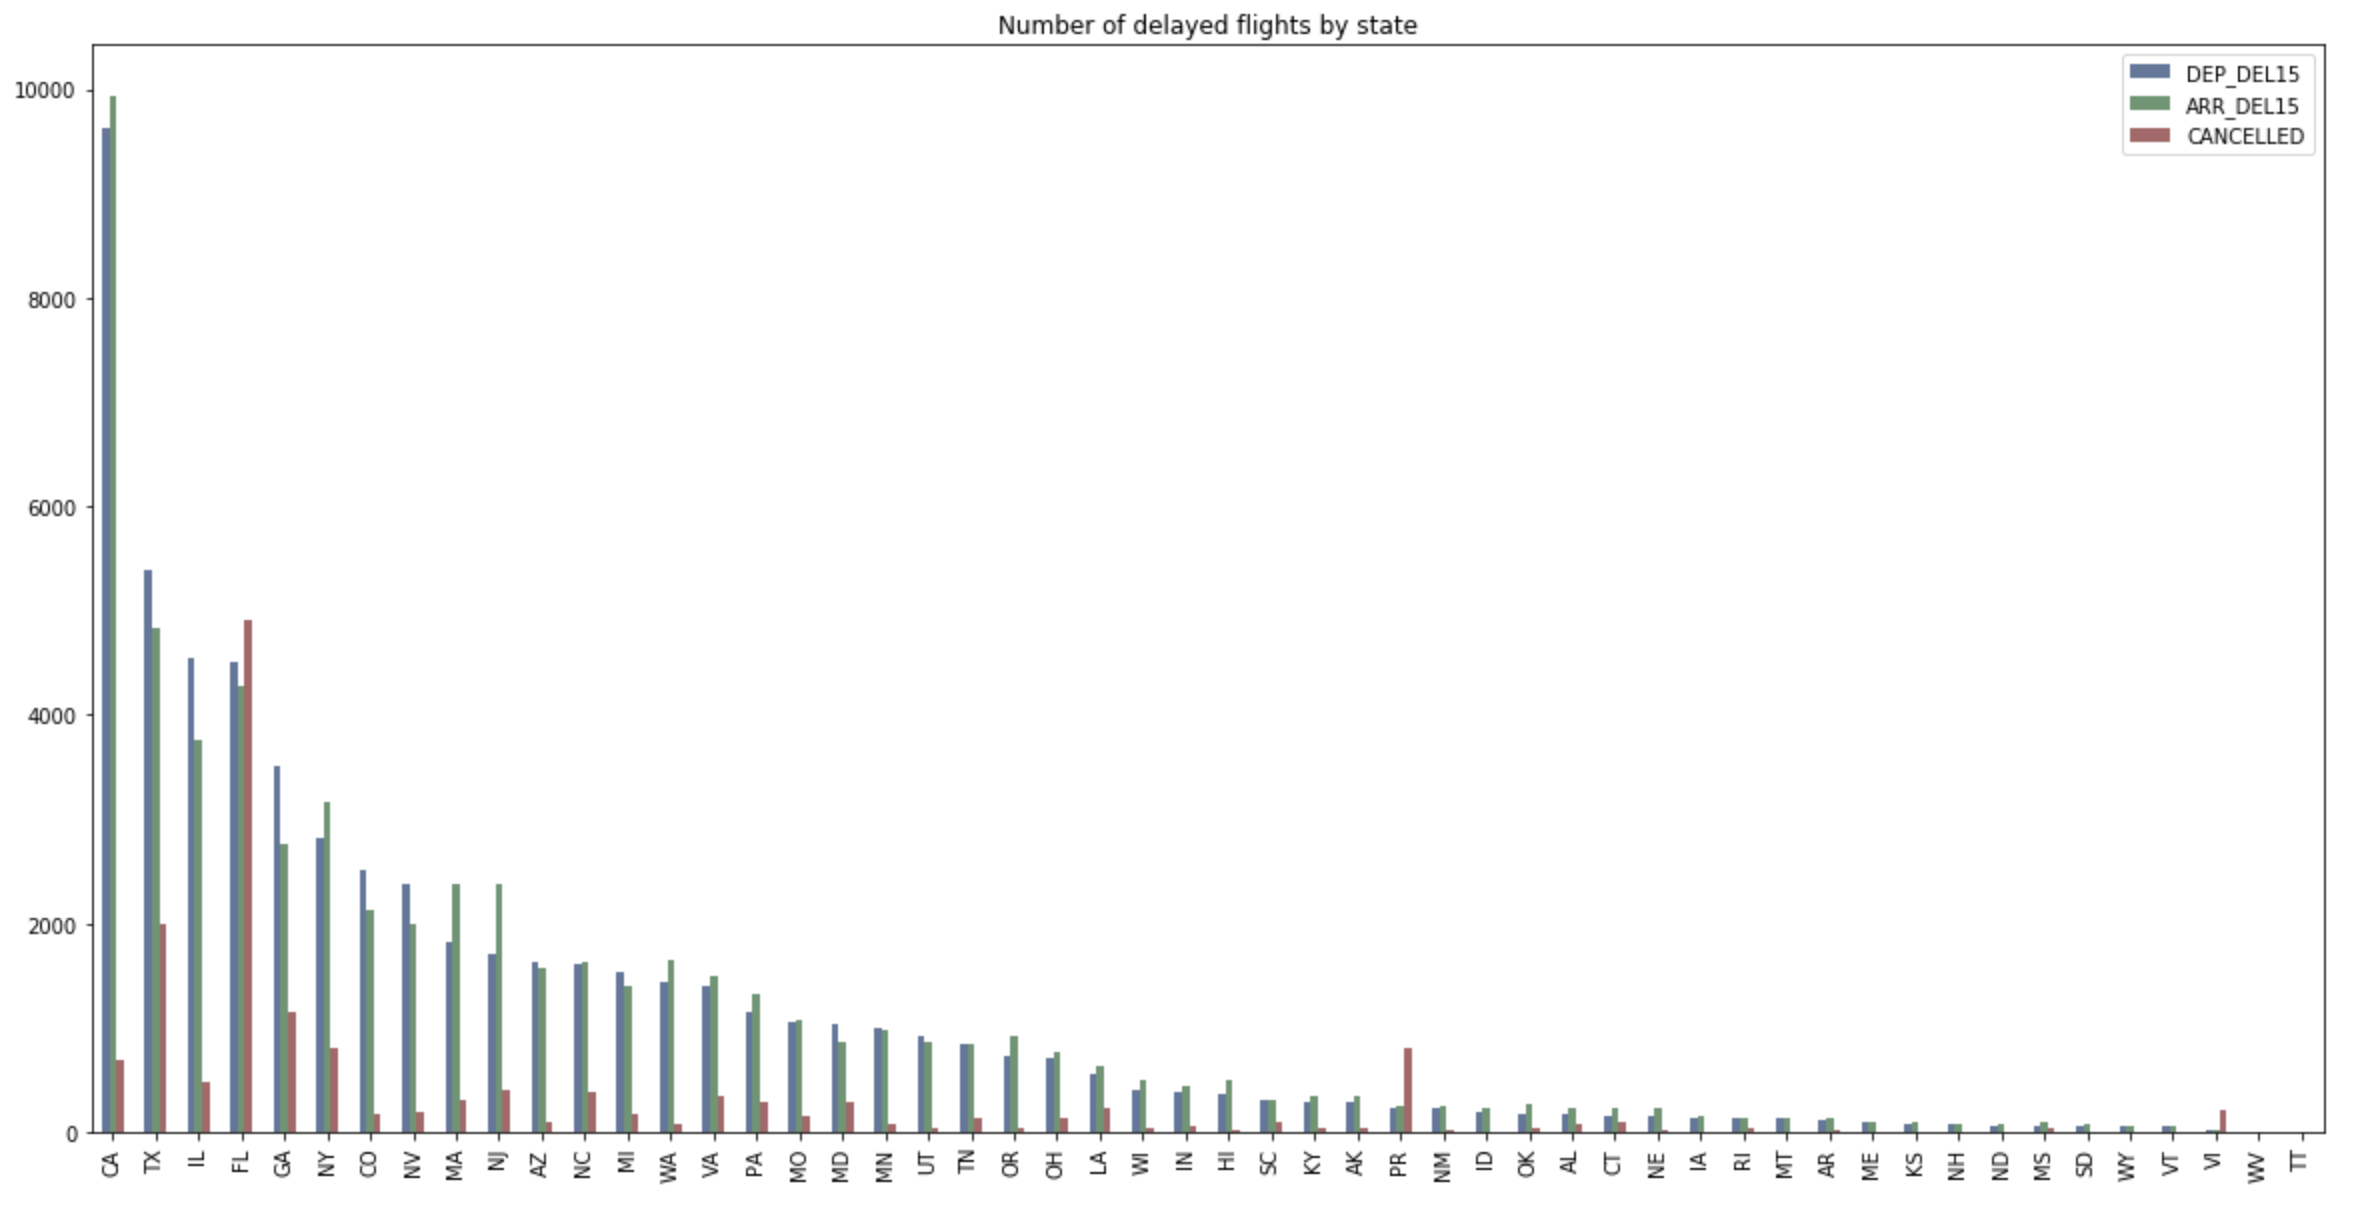 Number of delayed flights by state
DEP_DEL15
ARR_DEL15
CANCELLED
10000
8000
6000
4000
2000
0
CA TX IL FL GA NY CO NV MA NJ AZ NC MI WA VA PA MO MD MN UT TN OR OH LA WI IN HI SC KY AK PR NM ID OK AL CT NE IA RI MT AR ME KS NH ND MS SD WY VT VI WV TT